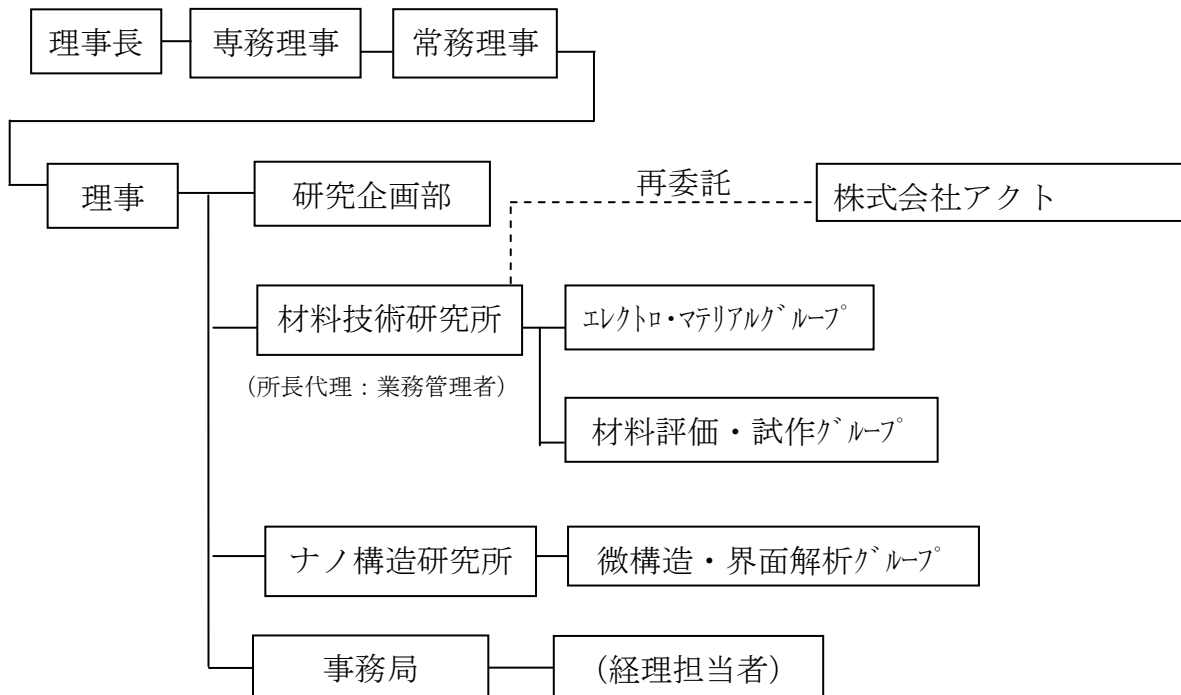 理事長
専務理事
常務理事
理事
研究企画部
再委託
株式会社アクト
材料技術研究所
ｴﾚｸﾄﾛ・ﾏﾃﾘｱﾙｸﾞﾙｰﾌﾟ
(所長代理：業務管理者)
材料評価・試作ｸﾞﾙｰﾌﾟ
ナノ構造研究所
微構造・界面解析ｸﾞﾙｰﾌﾟ
事務局
(経理担当者)